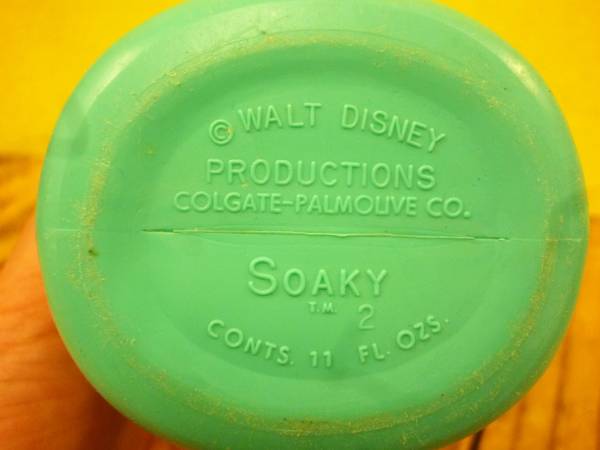 © WALT DISNEY
PRODUCTIONS
COLGATE-PALMOLIVE CO.
SOAKY
T.M. 2
CONTS. 11 FL. OZS.